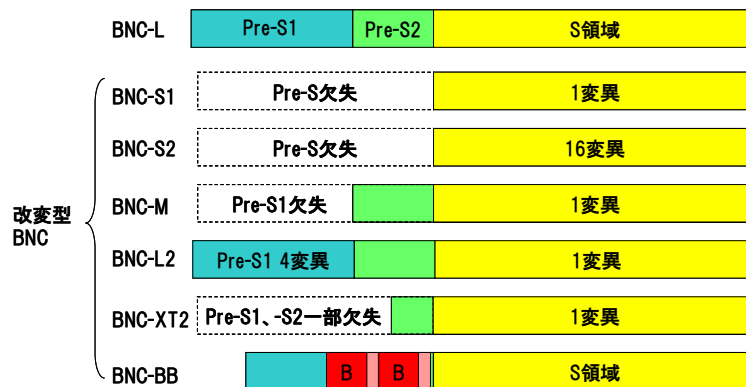 BNC-L Pre-S1 Pre-S2 S領域
BNC-S1 Pre-S欠失 1変異
BNC-S2 Pre-S欠失 16変異
改変型
BNC
BNC-M Pre-S1欠失 1変異
BNC-L2 Pre-S1 4変異 1変異
BNC-XT2 Pre-S1、-S2一部欠失 1変異
BNC-BB B B S領域